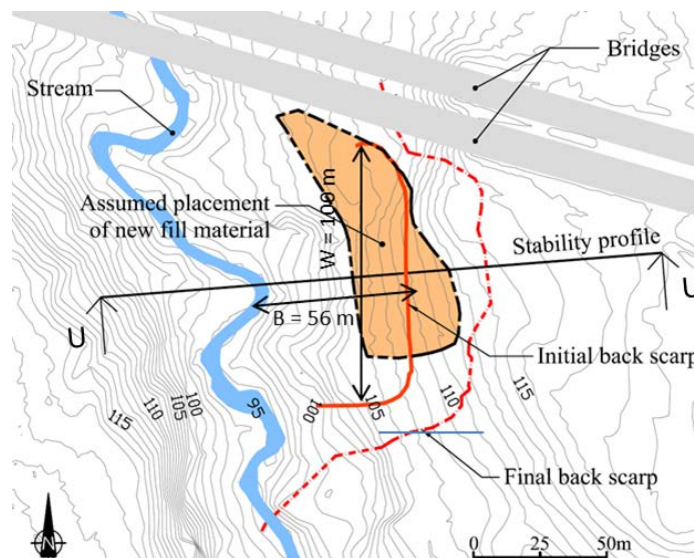 Bridges
Stream
Assumed placement
of new fill material
W = 100 m
Stability profile
U
U
B = 56 m
Initial back scarp
115
110
105
100
95
100
105
110
115
Final back scarp
N
0 25 50m